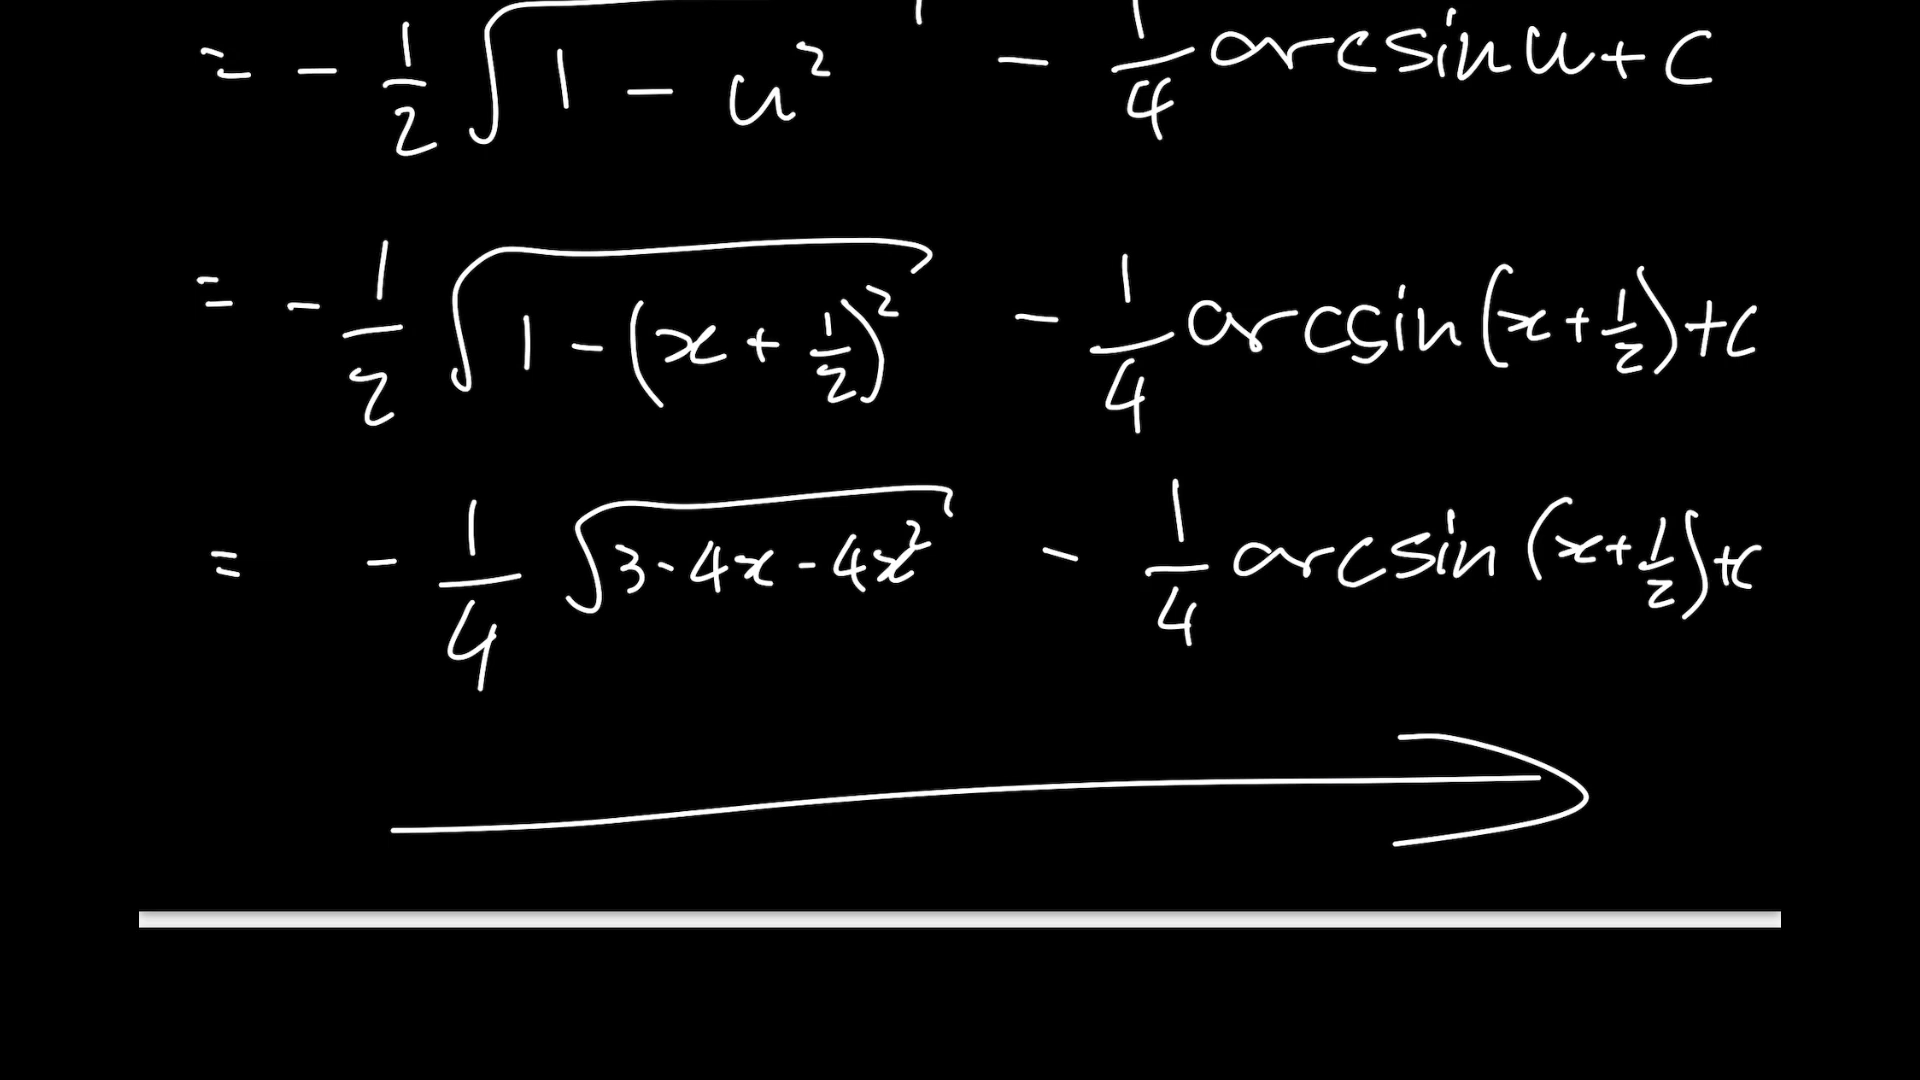 = - 1/2 √(1 - u²) - 1/4 arcsin u + c
= - 1/2 √(1 - (x + 1/2)²) - 1/4 arcsin (x + 1/2) + c
= - 1/4 √(3 - 4x - 4x²) - 1/4 arcsin (x + 1/2) + c